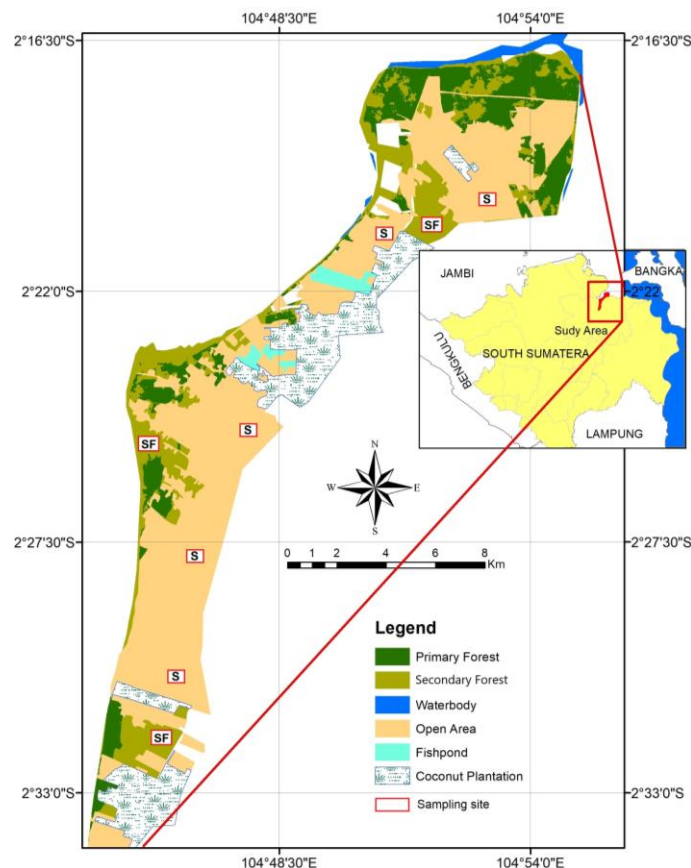 104°48'30"E 104°54'0"E
2°16'30"S 2°16'30"S
S
SF
S
JAMBI
BANGKA
2°22'0"S 2°22'
Sudy Area
SOUTH SUMATERA
BENGKULU
LAMPUNG
S
SF
N
W E
S
S
2°27'30"S 2°27'30"S
0 0.5 1 2 4 6 8
Km
Legend
Primary Forest
Secondary Forest
Waterbody
Open Area
Fishpond
Coconut Plantation
Sampling site
S
SF
2°33'0"S 2°33'0"S
104°48'30"E 104°54'0"E